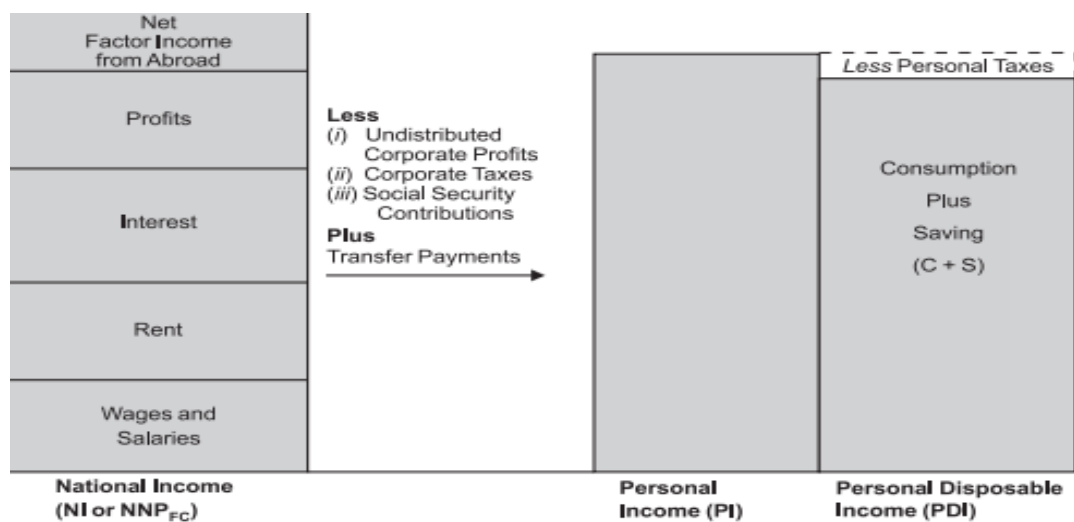 Net
Factor Income
from Abroad
Profits
Interest
Rent
Wages and
Salaries
National Income
(NI or NNP_FC)
Less
(i) Undistributed
Corporate Profits
(ii) Corporate Taxes
(iii) Social Security
Contributions
Plus
Transfer Payments
Personal
Income (PI)
Less Personal Taxes
Consumption
Plus
Saving
(C + S)
Personal Disposable
Income (PDI)